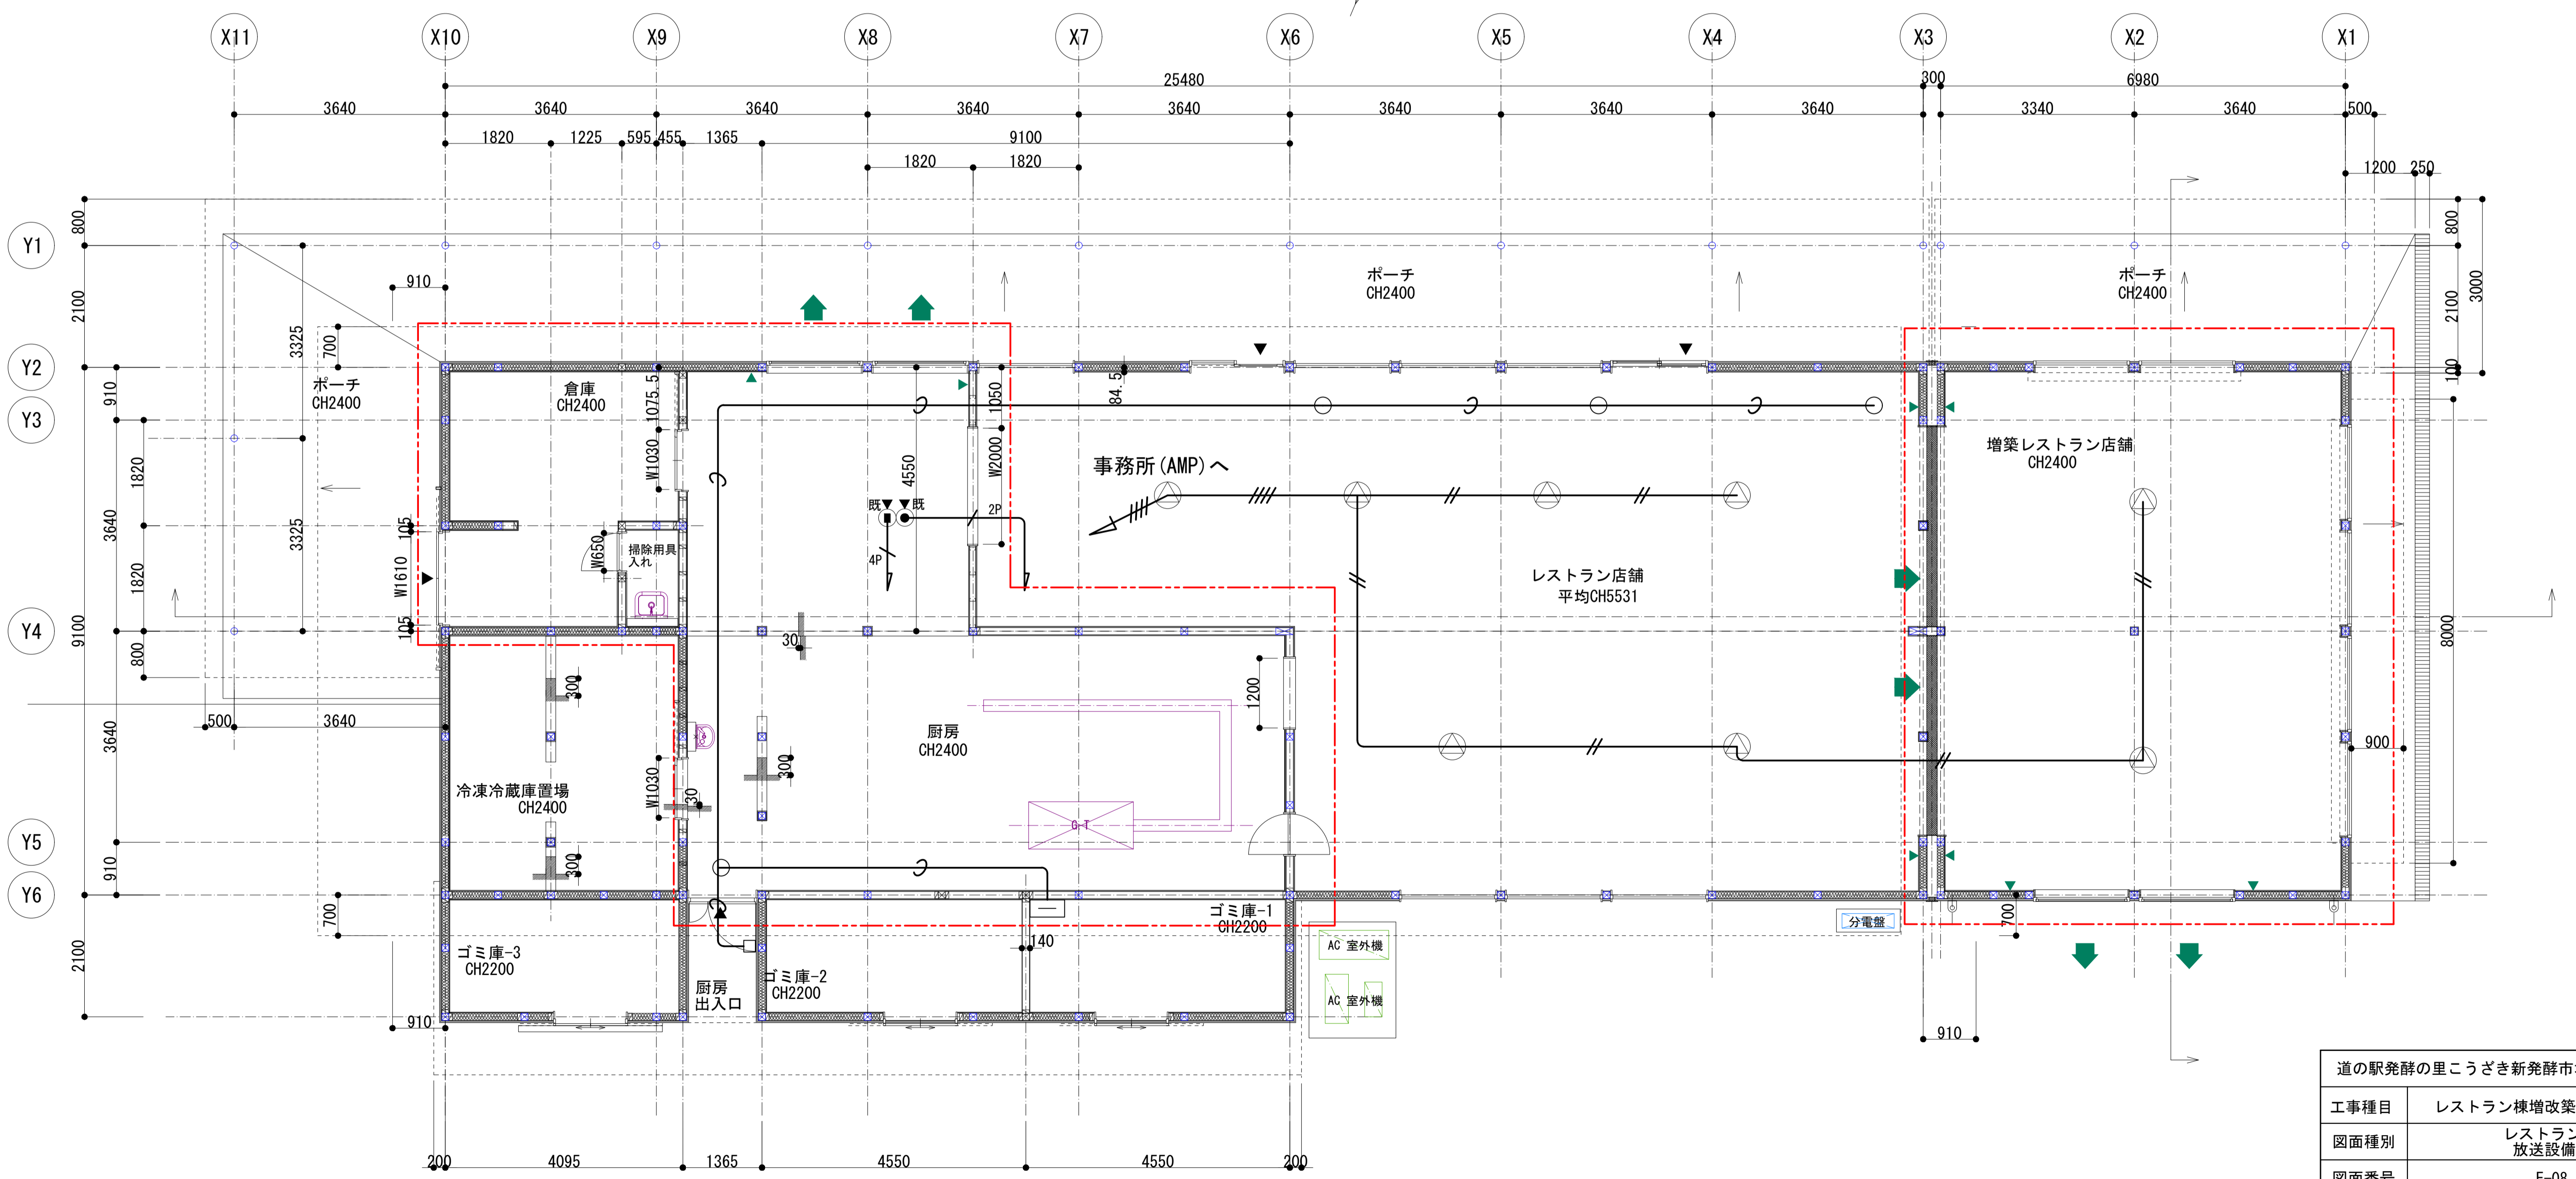 X11 X10 X9 X8 X7 X6 X5 X4 X3 X2 X1
25480 300 6980
3640 3640 3640 3640 3640 3640 3640 3640 3340 3640 500
1820 1225 595 455 1365 9100
1820 1820
1200 250
800
800
Y1
ポーチ
CH2400
ポーチ
CH2400
910
2100
3325
700
2100
3000
Y2
100
ポーチ
CH2400
倉庫
CH2400
1075.5
1050
84.5
910
Y3
増築レストラン店舗
CH2400
W1030
4550
W2000
事務所(AMP)へ
1820
3640
3325
既 既
2P
4P
105
W1610
105
W650
掃除用具
入れ
レストラン店舗
平均CH5531
1820
Y4
9100
800
30
8000
300
1200
500 3640
厨房
CH2400
3640
900
300
冷凍冷蔵庫置場
CH2400
W1030
30
G・T
Y5
300
910
Y6
700
700
ゴミ庫-1
CH2200
分電盤
140
AC 室外機
2100
ゴミ庫-3
CH2200
厨房
出入口
ゴミ庫-2
CH2200
AC 室外機
910
910
200 4095 1365 4550 4550 200
道の駅発酵の里こうざき新発酵市
工事種目 レストラン棟増改築
図面種別 レストラン
放送設備
図面番号 E-08